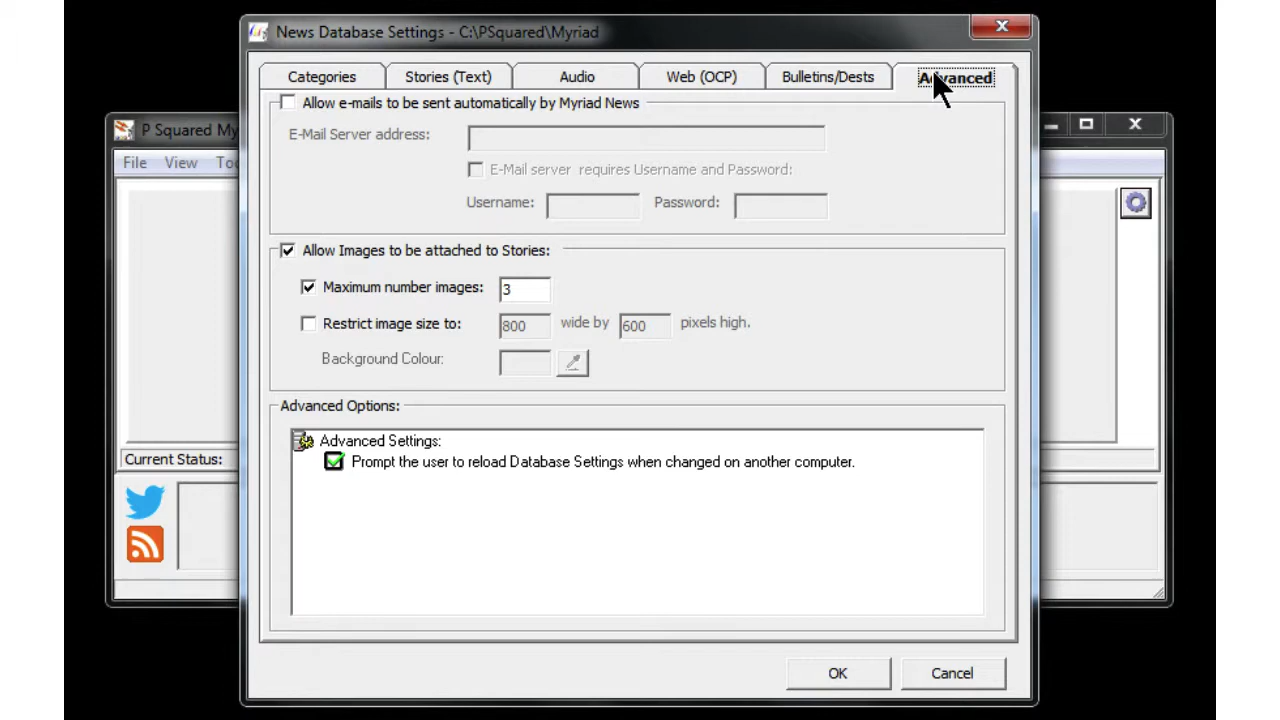 News Database Settings - C:\PSquared\Myriad
Categories Stories (Text) Audio Web (OCP) Bulletins/Dests Advanced
P Squared My
File View
Allow e-mails to be sent automatically by Myriad News
E-Mail Server address:
E-Mail server requires Username and Password:
Username: Password:
Allow Images to be attached to Stories:
Maximum number images: 3
Restrict image size to: 800 wide by 600 pixels high.
Background Colour:
Advanced Options:
Advanced Settings:
Prompt the user to reload Database Settings when changed on another computer.
Current Status:
OK Cancel